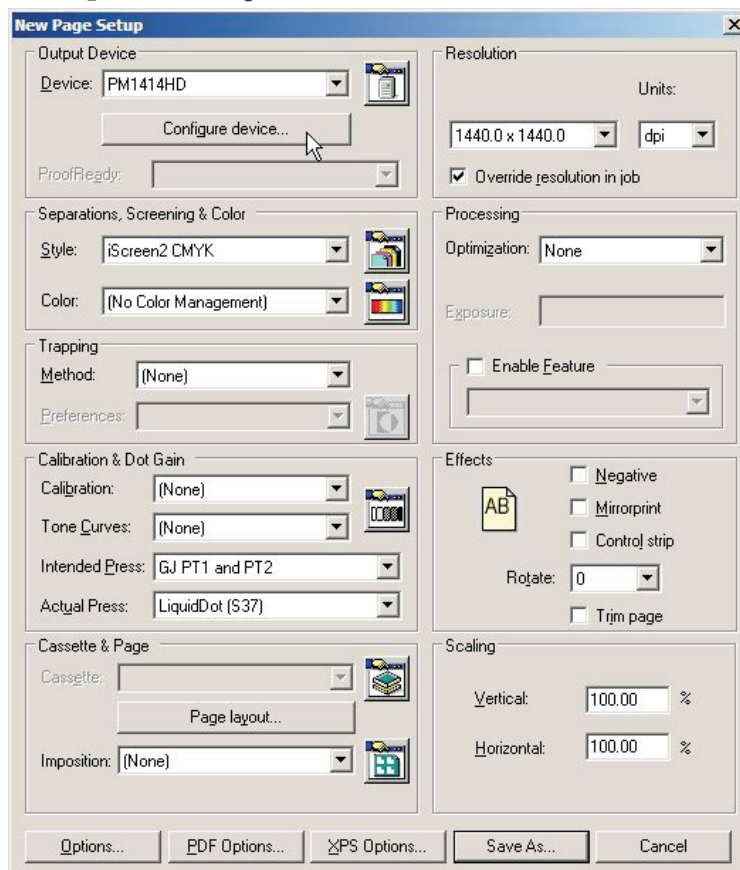 New Page Setup
Output Device
Device: PM1414HD
Configure device...
ProofReady:
Resolution
Units:
1440.0 x 1440.0 dpi
Override resolution in job
Separations, Screening & Color
Style: iScreen2 CMYK
Color: (No Color Management)
Processing
Optimization: None
Exposure:
Enable Feature
Trapping
Method: (None)
Preferences:
Calibration & Dot Gain
Calibration: (None)
Tone Curves: (None)
Intended Press: GJ PT1 and PT2
Actual Press: LiquidDot (S37)
Effects
AB
Negative
Mirrorprint
Control strip
Rotate: 0
Trim page
Cassette & Page
Cassette:
Page layout...
Imposition: (None)
Scaling
Vertical: 100.00 %
Horizontal: 100.00 %
Options... PDF Options... XPS Options... Save As... Cancel